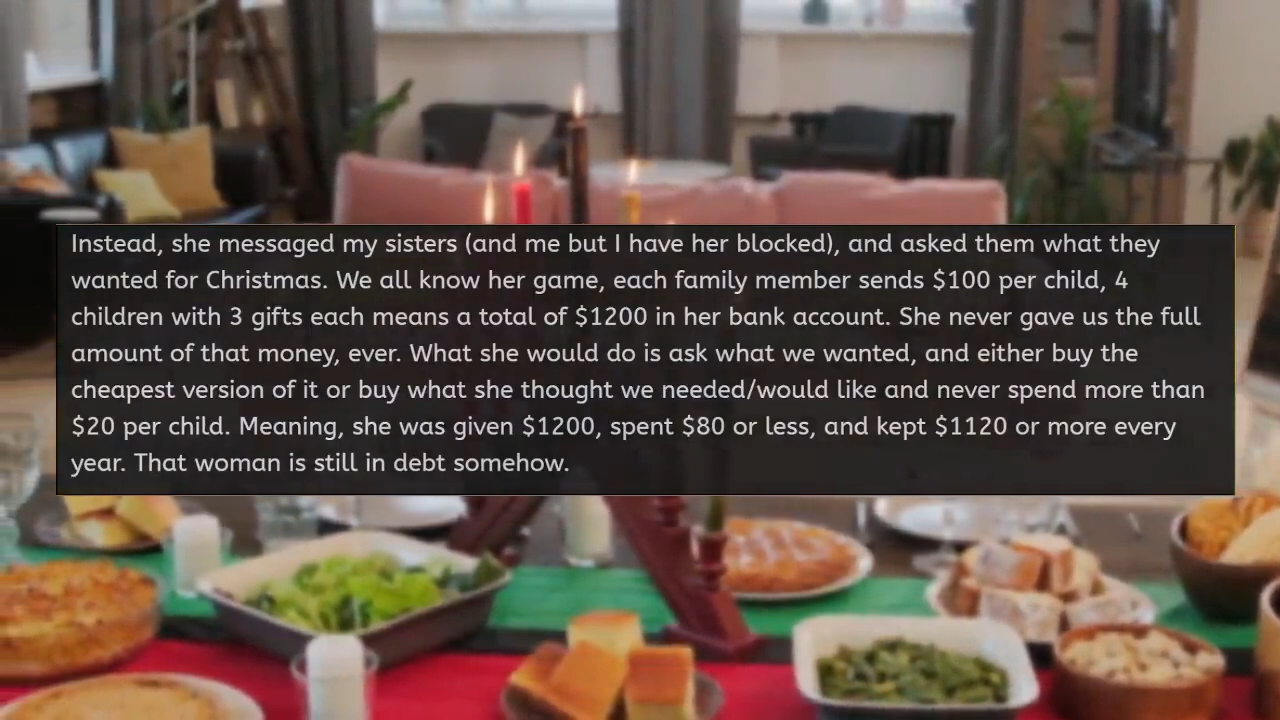 Instead, she messaged my sisters (and me but I have her blocked), and asked them what they
wanted for Christmas. We all know her game, each family member sends $100 per child, 4
children with 3 gifts each means a total of $1200 in her bank account. She never gave us the full
amount of that money, ever. What she would do is ask what we wanted, and either buy the
cheapest version of it or buy what she thought we needed/would like and never spend more than
$20 per child. Meaning, she was given $1200, spent $80 or less, and kept $1120 or more every
year. That woman is still in debt somehow.